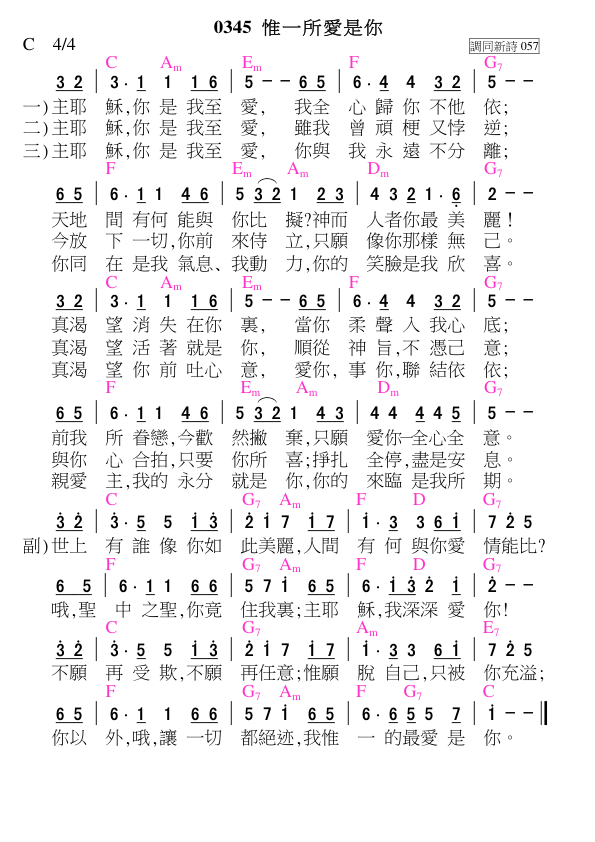 0345 惟一所愛是你
C 4/4 調同新詩 057
C Am Em F G7
3 2 | 3 · 1 1 1 6 | 5 － － 6 5 | 6 · 4 4 3 2 | 5 － －
一)主耶 穌,你 是 我至 愛, 我全 心 歸 你 不他 依;
二)主耶 穌,你 是 我至 愛, 雖我 曾 頑 梗 又悖 逆;
三)主耶 穌,你 是 我至 愛, 你與 我 永 遠 不分 離;
F Em Am Dm G7
6 5 | 6 · 1 1 4 6 | 5 3 2 1 2 3 | 4 3 2 1 · 6̣ | 2 － －
天地 間 有何 能與 你比 擬?神而 人者你最 美 麗！
今放 下 一切,你前 來侍 立,只願 像你那樣 無 己。
你同 在 是我 氣息、我動 力,你的 笑臉是我 欣 喜。
C Am Em F G7
3 2 | 3 · 1 1 1 6 | 5 － － 6 5 | 6 · 4 4 3 2 | 5 － －
真渴 望 消 失 在你 裏, 當你 柔 聲 入 我心 底;
真渴 望 活 著 就是 你, 順從 神 旨,不 憑己 意;
真渴 望 你 前 吐心 意, 愛你, 事 你,聯 結依 依;
F Em Am Dm G7
6 5 | 6 · 1 1 4 6 | 5 3 2 1 4 3 | 4 4 4 4 5 | 5 － －
前我 所 眷戀,今歡 然撇 棄,只願 愛你─全心全 意。
與你 心 合拍,只要 你所 喜;掙扎 全停,盡是安 息。
親愛 主,我的 永分 就是 你,你的 來臨 是我所 期。
C G7 Am F D G7
3̇ 2̇ | 3̇ · 5 5 i 3̇ | 2̇ i 7 i 7 | i · 3 3 6 i | 7 2̇ 5
副)世上 有 誰 像 你如 此美麗,人間 有 何 與你愛 情能比?
F G7 Am F D G7
6 5 | 6 · 1 1 6 6 | 5 7 i 6 5 | 6 · i 3̇ 2̇ i | 2̇ － －
哦,聖 中 之聖,你竟 住我裏;主耶 穌,我深深 愛 你!
C G7 Am E7
3̇ 2̇ | 3̇ · 5 5 i 3̇ | 2̇ i 7 i 7 | i · 3 3 6 i | 7 2̇ 5
不願 再 受 欺,不願 再任意;惟願 脫 自己,只被 你充溢;
F G7 Am F G7 C
6 5 | 6 · 1 1 6 6 | 5 7 i 6 5 | 6 · 6 5 5 7 | i － －
你以 外,哦,讓 一切 都絕迹,我惟 一 的最愛 是 你。